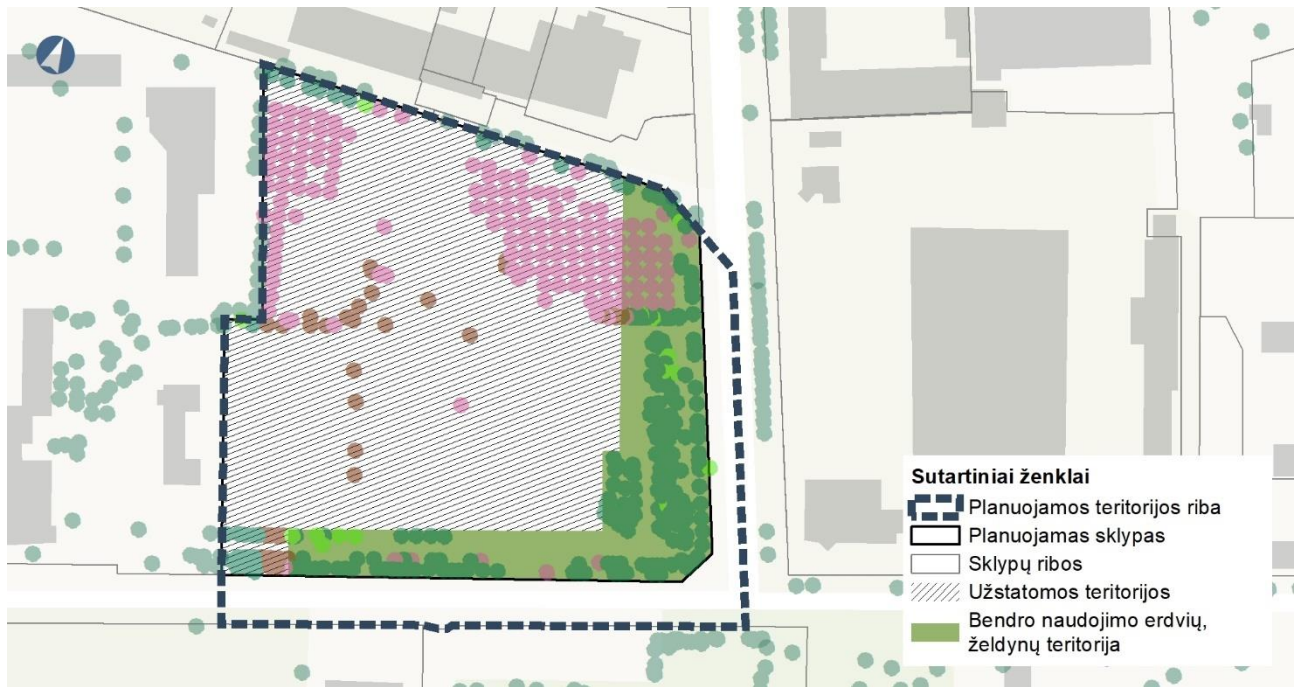 Sutartiniai ženklai
Planuojamos teritorijos riba
Planuojamas sklypas
Sklypų ribos
Užstatomos teritorijos
Bendro naudojimo erdvių,
želdynų teritorija